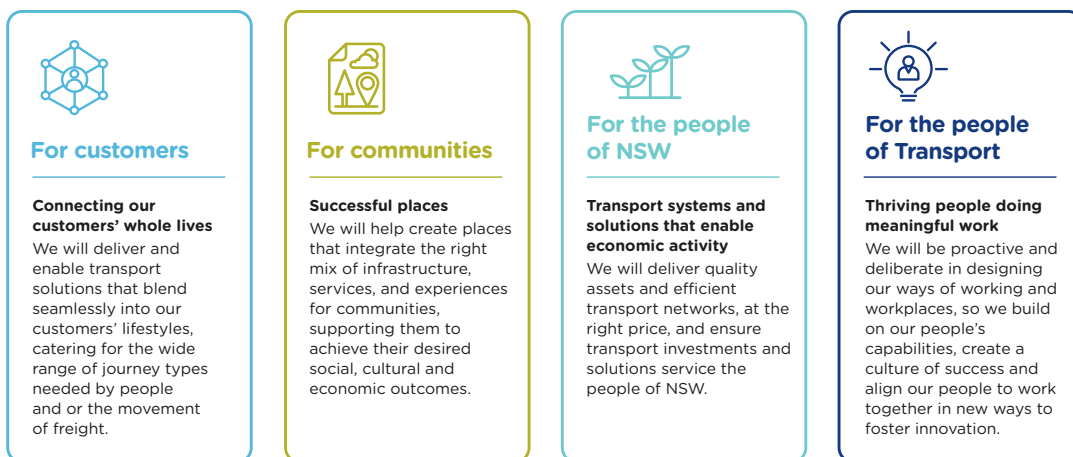 For customers
Connecting our
customers’ whole lives
We will deliver and
enable transport
solutions that blend
seamlessly into our
customers’ lifestyles,
catering for the wide
range of journey types
needed by people
and or the movement
of freight.
For communities
Successful places
We will help create places
that integrate the right
mix of infrastructure,
services, and experiences
for communities,
supporting them to
achieve their desired
social, cultural and
economic outcomes.
For the people
of NSW
Transport systems and
solutions that enable
economic activity
We will deliver quality
assets and efficient
transport networks, at the
right price, and ensure
transport investments and
solutions service the
people of NSW.
For the people
of Transport
Thriving people doing
meaningful work
We will be proactive and
deliberate in designing
our ways of working and
workplaces, so we build
on our people’s
capabilities, create a
culture of success and
align our people to work
together in new ways to
foster innovation.